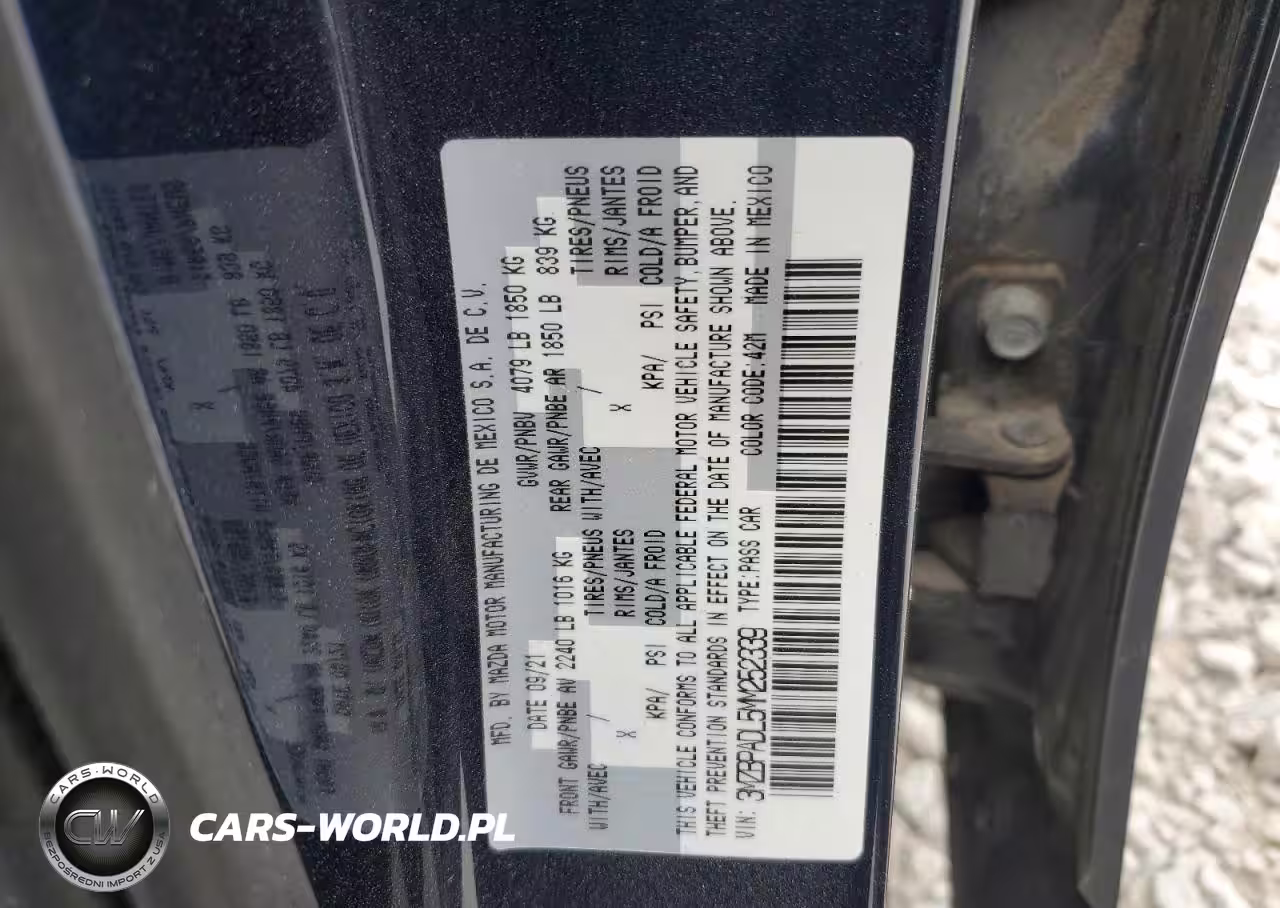 MFD. BY MAZDA MOTOR MANUFACTURING DE MEXICO S.A. DE C.V.
DATE 09/21 GVWR/PNBV 4079 LB 1850 KG
FRONT GAWR/PNBE AV 2240 LB 1016 KG REAR GAWR/PNBE AR 1850 LB 839 KG
WITH/AVEC / TIRES/PNEUS WITH/AVEC / TIRES/PNEUS
X RIMS/JANTES X RIMS/JANTES
KPA/ PSI COLD/A FROID KPA/ PSI COLD/A FROID
THIS VEHICLE CONFORMS TO ALL APPLICABLE FEDERAL MOTOR VEHICLE SAFETY, BUMPER, AND
THEFT PREVENTION STANDARDS IN EFFECT ON THE DATE OF MANUFACTURE SHOWN ABOVE.
VIN: 3MZBPADL5MM252339 TYPE:PASS CAR COLOR CODE:42M MADE IN MEXICO
CARS-WORLD
CW
BEZPOŚREDNI IMPORT Z USA
CARS-WORLD.PL